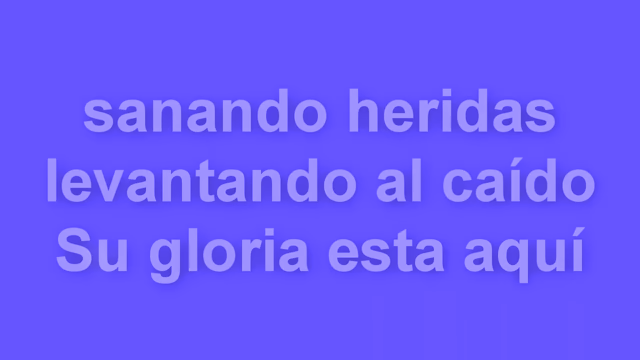 sanando heridas
levantando al caído
Su gloria esta aquí